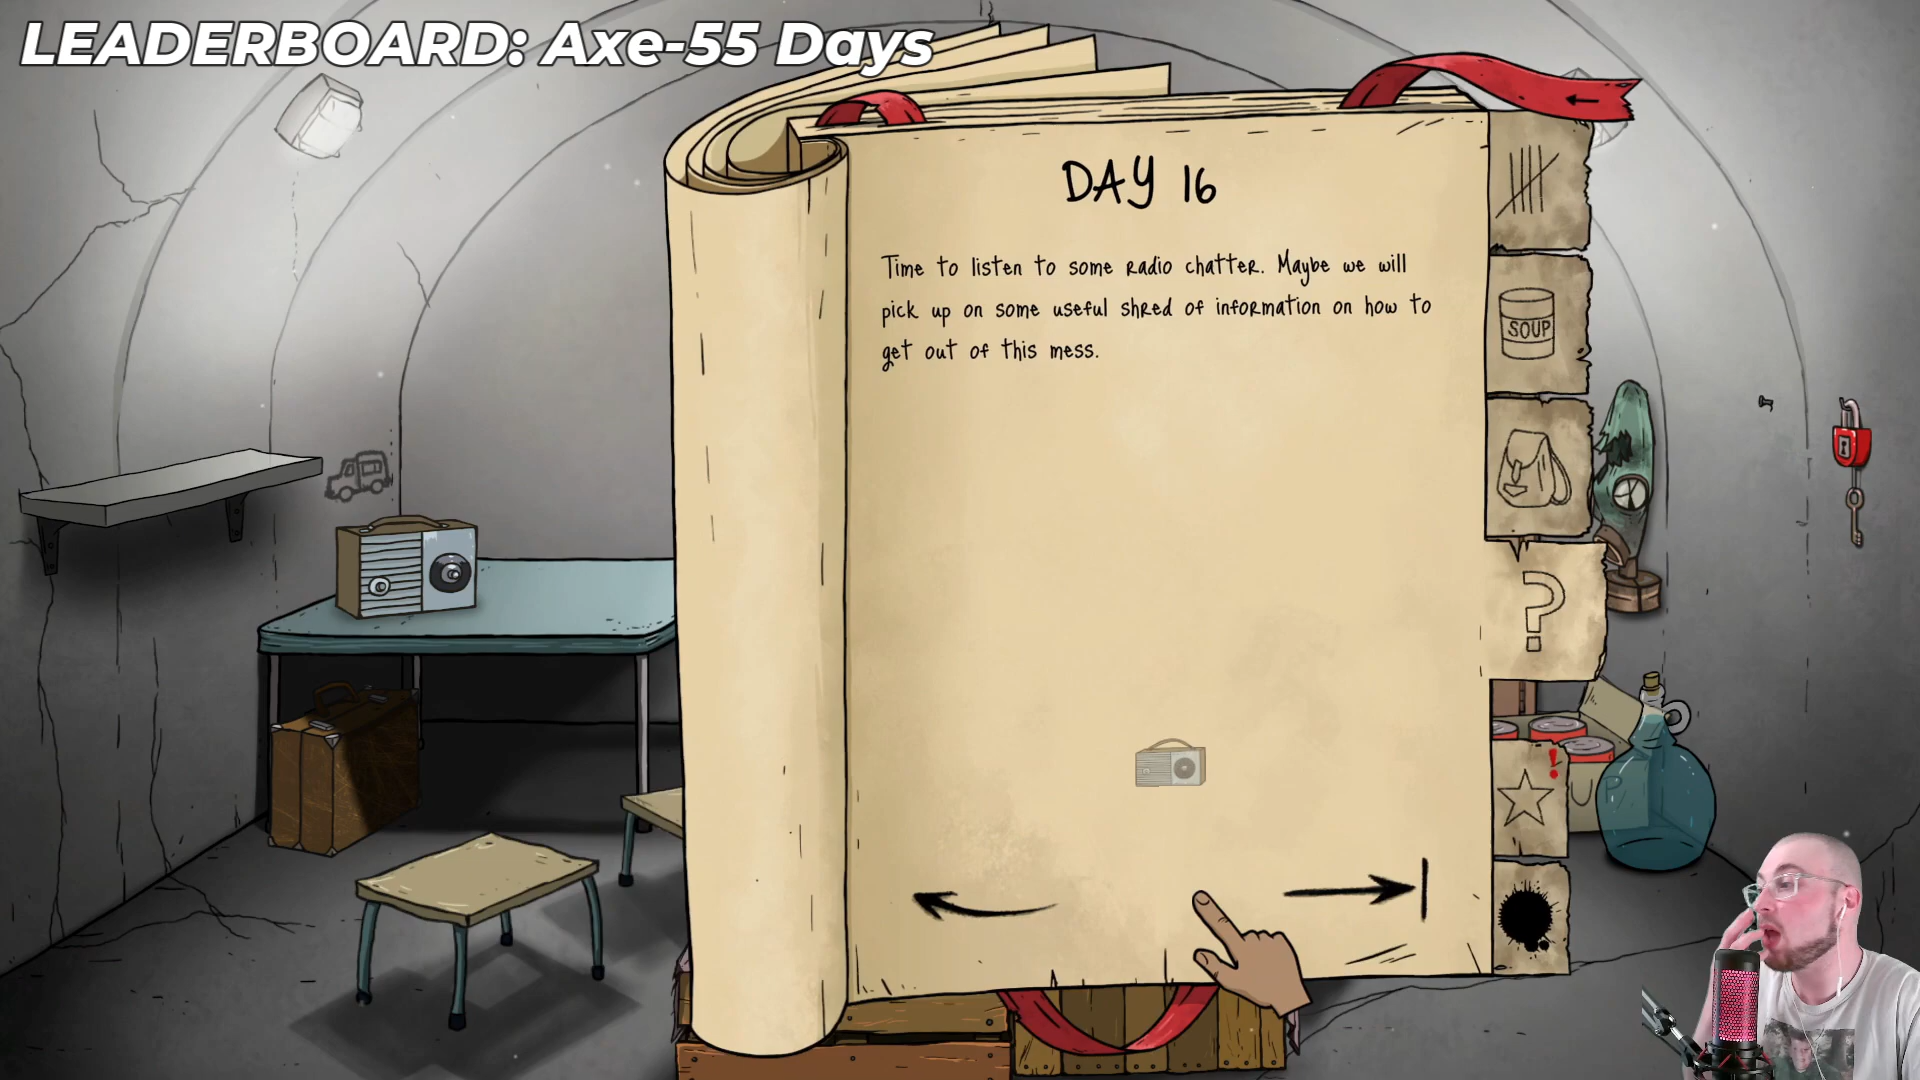 LEADERBOARD: Axe-55 Days
DAY 16
Time to listen to some radio chatter. Maybe we will
pick up on some useful shred of information on how to
get out of this mess.
SOUP
?
!